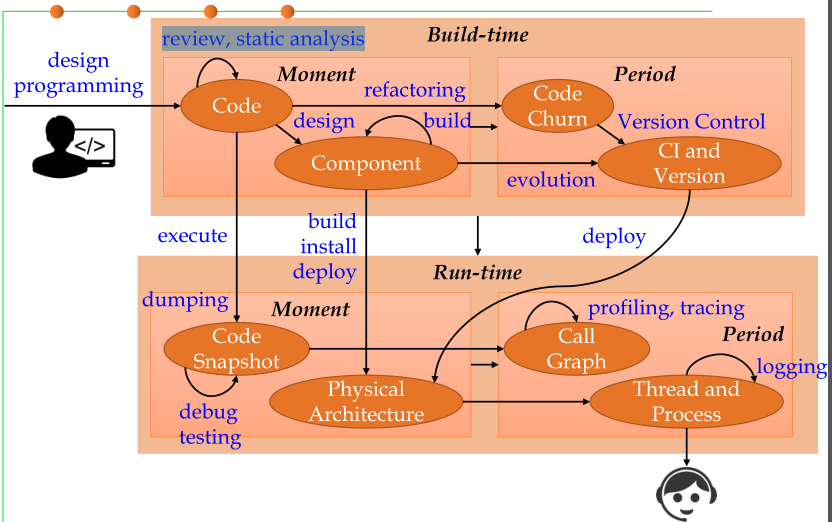 review, static analysis
Build-time
design
programming
Moment
Period
Code
refactoring
Code
Churn
design
build
Version Control
Component
CI and
Version
evolution
execute
build
install
deploy
deploy
Run-time
dumping
Moment
profiling, tracing
Code
Snapshot
Call
Graph
Period
logging
debug
testing
Physical
Architecture
Thread and
Process